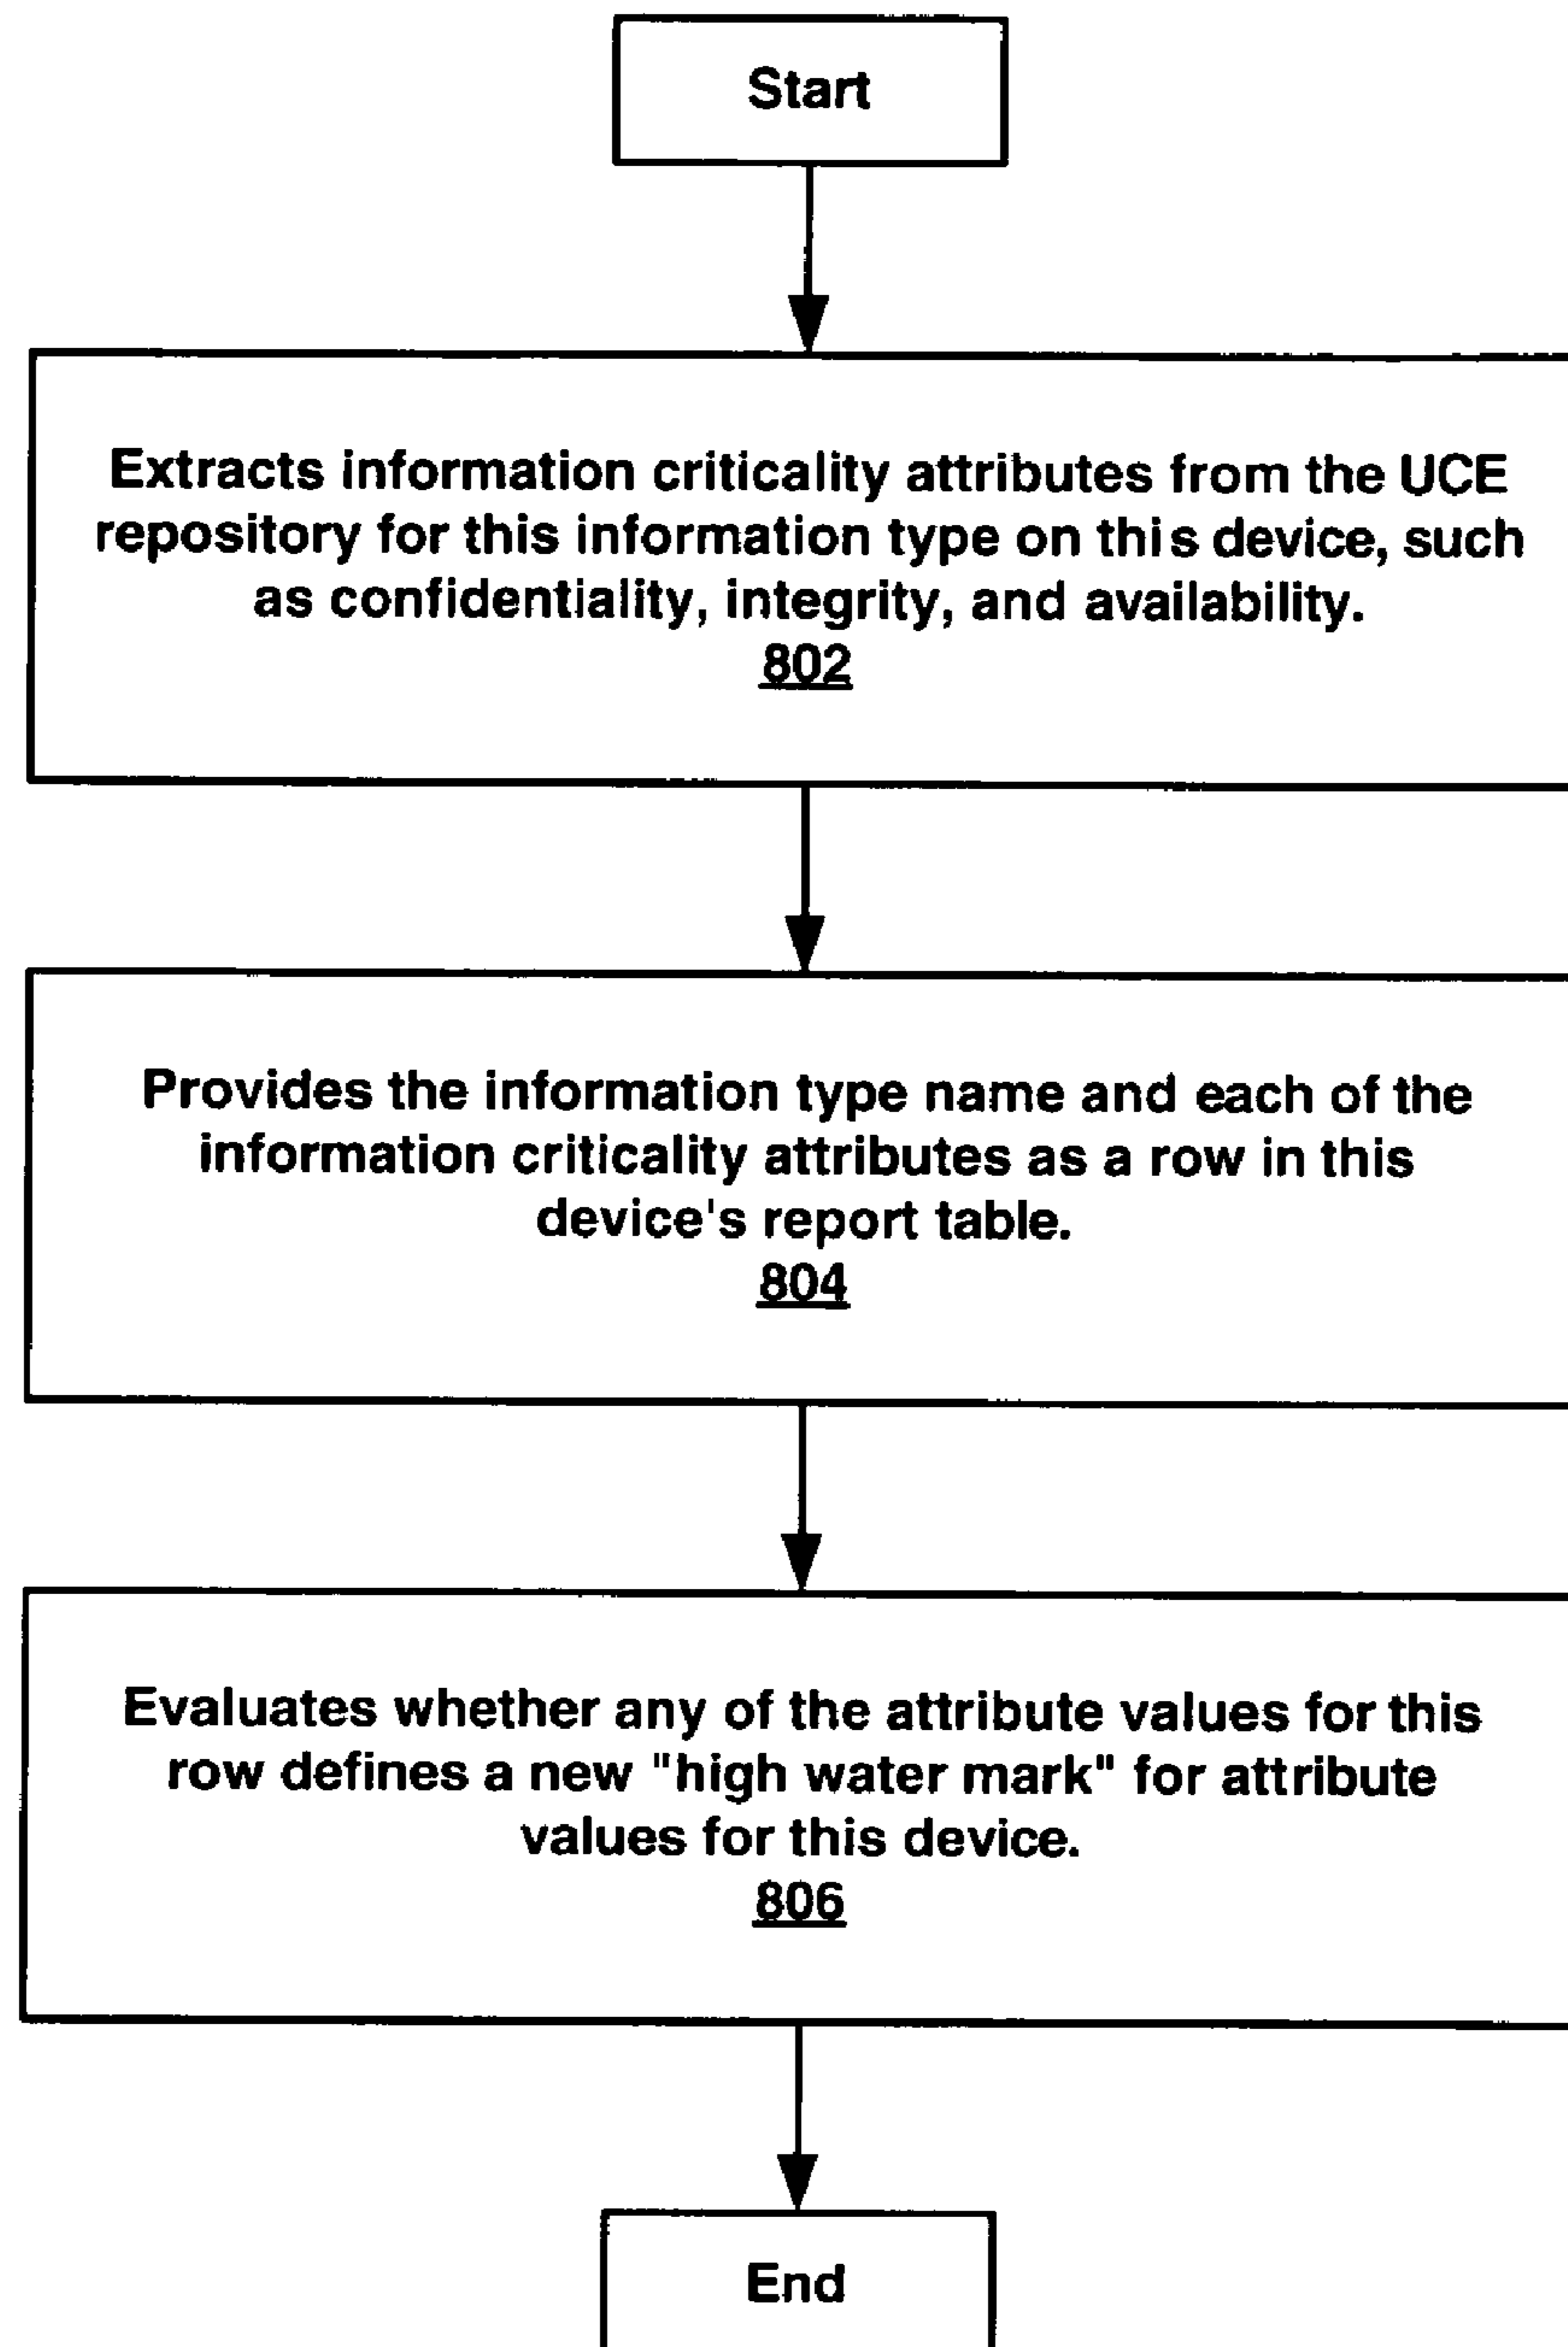 Start
Extracts information criticality attributes from the UCE
repository for this information type on this device, such
as confidentiality, integrity, and availability.
802
Provides the information type name and each of the
information criticality attributes as a row in this
device's report table.
804
Evaluates whether any of the attribute values for this
row defines a new "high water mark" for attribute
values for this device.
806
End